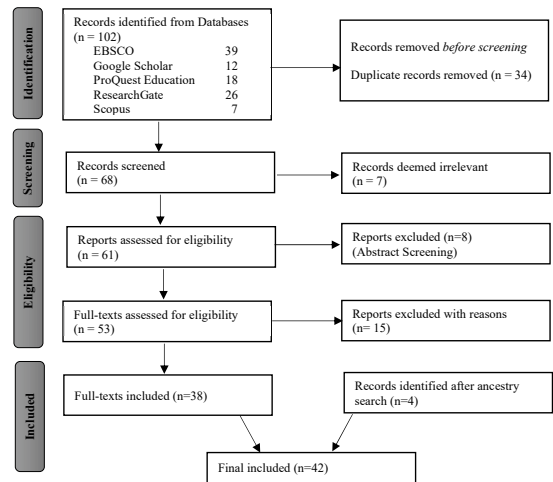 Identification
Records identified from Databases
(n = 102)
EBSCO 39
Google Scholar 12
ProQuest Education 18
ResearchGate 26
Scopus 7
Records removed before screening
Duplicate records removed (n = 34)
Screening
Records screened
(n = 68)
Records deemed irrelevant
(n = 7)
Eligibility
Reports assessed for eligibility
(n = 61)
Reports excluded (n=8)
(Abstract Screening)
Full-texts assessed for eligibility
(n = 53)
Reports excluded with reasons
(n= 15)
Included
Full-texts included (n=38)
Records identified after ancestry
search (n=4)
Final included (n=42)